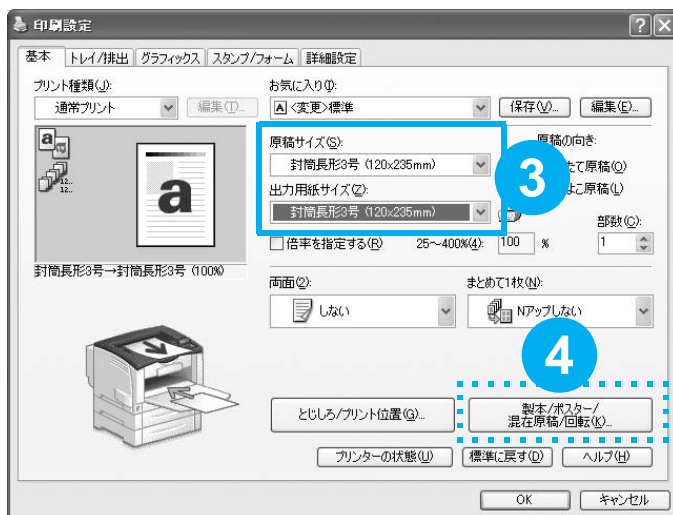 印刷設定
基本 トレイ/排出 グラフィックス スタンプ/フォーム 詳細設定
プリント種類(J):
通常プリント 編集(T)...
お気に入り(I):
A <変更>標準 保存(V)... 編集(E)...
原稿サイズ(S):
封筒長形3号 (120x235mm)
出力用紙サイズ(Z):
封筒長形3号 (120x235mm)
3
原稿の向き:
たて原稿(O)
よこ原稿(L)
倍率を指定する(R) 25～400%(4): 100 %
部数(C):
1
a
a
12..
12..
a
封筒長形3号→封筒長形3号 (100%)
両面(2):
しない
まとめて1枚(N):
Nアップしない
4
とじしろ/プリント位置(G)...
製本/ポスター/
混在原稿/回転(K)...
プリンターの状態(U) 標準に戻す(D) ヘルプ(H)
OK キャンセル